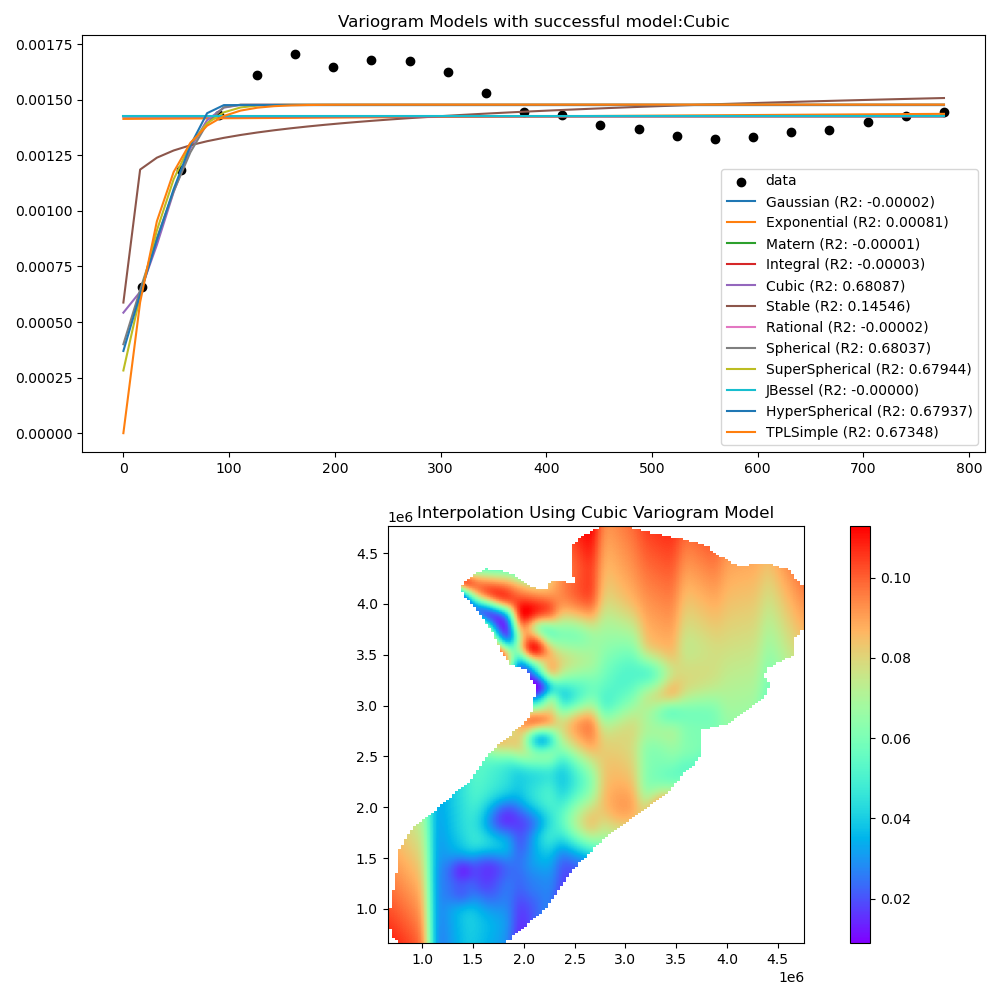 Variogram Models with successful model:Cubic
0.00175
0.00150
0.00125
0.00100
0.00075
0.00050
0.00025
0.00000
data
Gaussian (R2: -0.00002)
Exponential (R2: 0.00081)
Matern (R2: -0.00001)
Integral (R2: -0.00003)
Cubic (R2: 0.68087)
Stable (R2: 0.14546)
Rational (R2: -0.00002)
Spherical (R2: 0.68037)
SuperSpherical (R2: 0.67944)
JBessel (R2: -0.00000)
HyperSpherical (R2: 0.67937)
TPLSimple (R2: 0.67348)
0 100 200 300 400 500 600 700 800
Interpolation Using Cubic Variogram Model
1e6
4.5
4.0
3.5
3.0
2.5
2.0
1.5
1.0
1.0 1.5 2.0 2.5 3.0 3.5 4.0 4.5
1e6
0.10
0.08
0.06
0.04
0.02